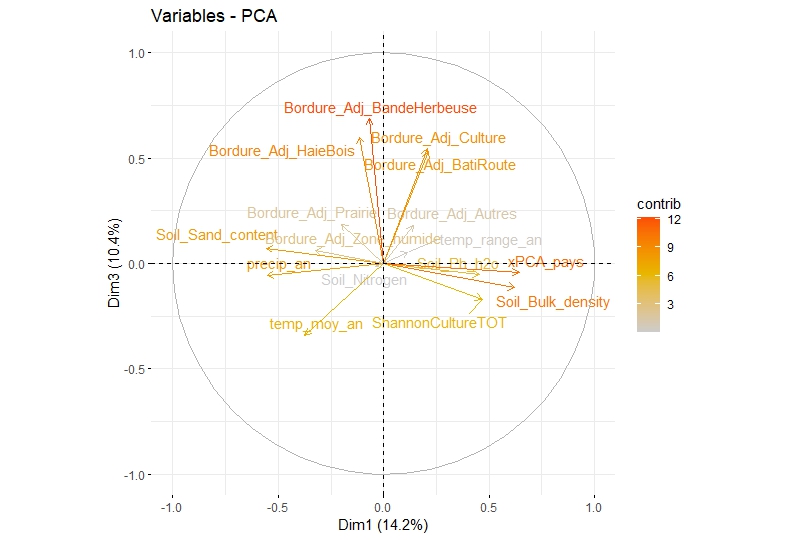 Variables - PCA
1.0
0.5
0.0
-0.5
-1.0
Dim3 (10.4%)
Bordure_Adj_BandeHerbeuse
Bordure_Adj_Culture
Bordure_Adj_HaieBois
Bordure_Adj_BatiRoute
Bordure_Adj_Prairie
Bordure_Adj_Autres
Soil_Sand_content
Bordure_Adj_Zone_humide
temp_range_an
precip_an
Soil_Ph_h2o
xPCA_pays
Soil_Nitrogen
Soil_Bulk_density
temp_moy_an
ShannonCultureTOT
-1.0
-0.5
0.0
0.5
1.0
Dim1 (14.2%)
contrib
12
9
6
3